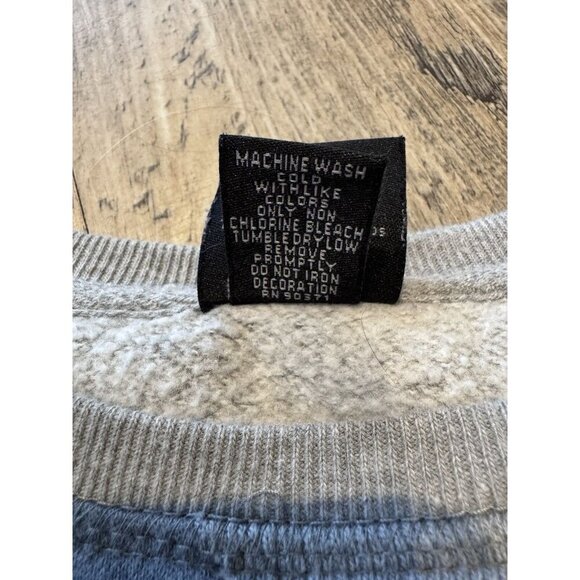 MACHINE WASH
COLD
WITH LIKE
COLORS
ONLY NON
CHLORINE BLEACH
TUMBLE DRY LOW
REMOVE
PROMPTLY
DO NOT IRON
DECORATION
RN 90371